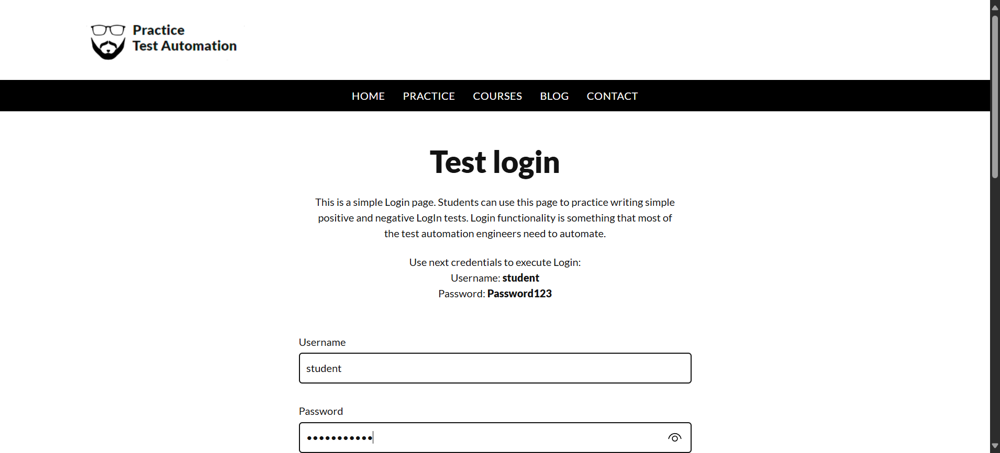 Practice
Test Automation
HOME PRACTICE COURSES BLOG CONTACT
Test login
This is a simple Login page. Students can use this page to practice writing simple
positive and negative LogIn tests. Login functionality is something that most of
the test automation engineers need to automate.
Use next credentials to execute Login:
Username: student
Password: Password123
Username
student
Password
•••••••••••